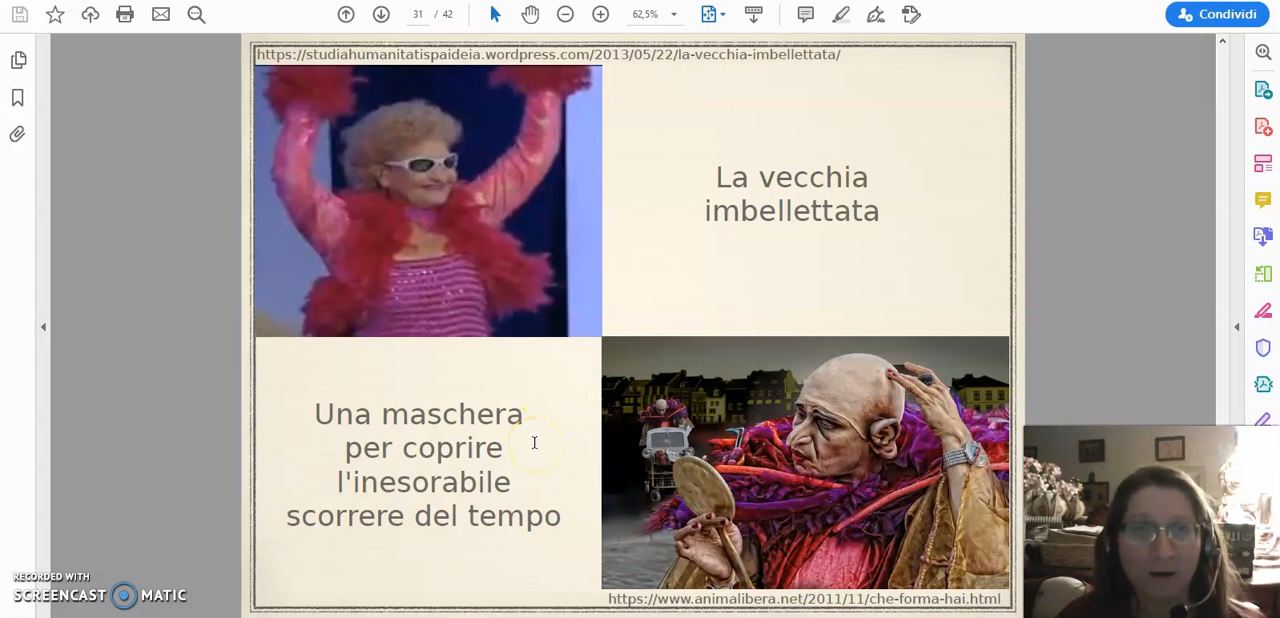 31 / 42
62,5%
Condividi
https://studiahumanitatispaideia.wordpress.com/2013/05/22/la-vecchia-imbellettata/
La vecchia
imbellettata
Una maschera
per coprire
l'inesorabile
scorrere del tempo
https://www.animalibera.net/2011/11/che-forma-hai.html
RECORDED WITH
SCREENCAST MATIC